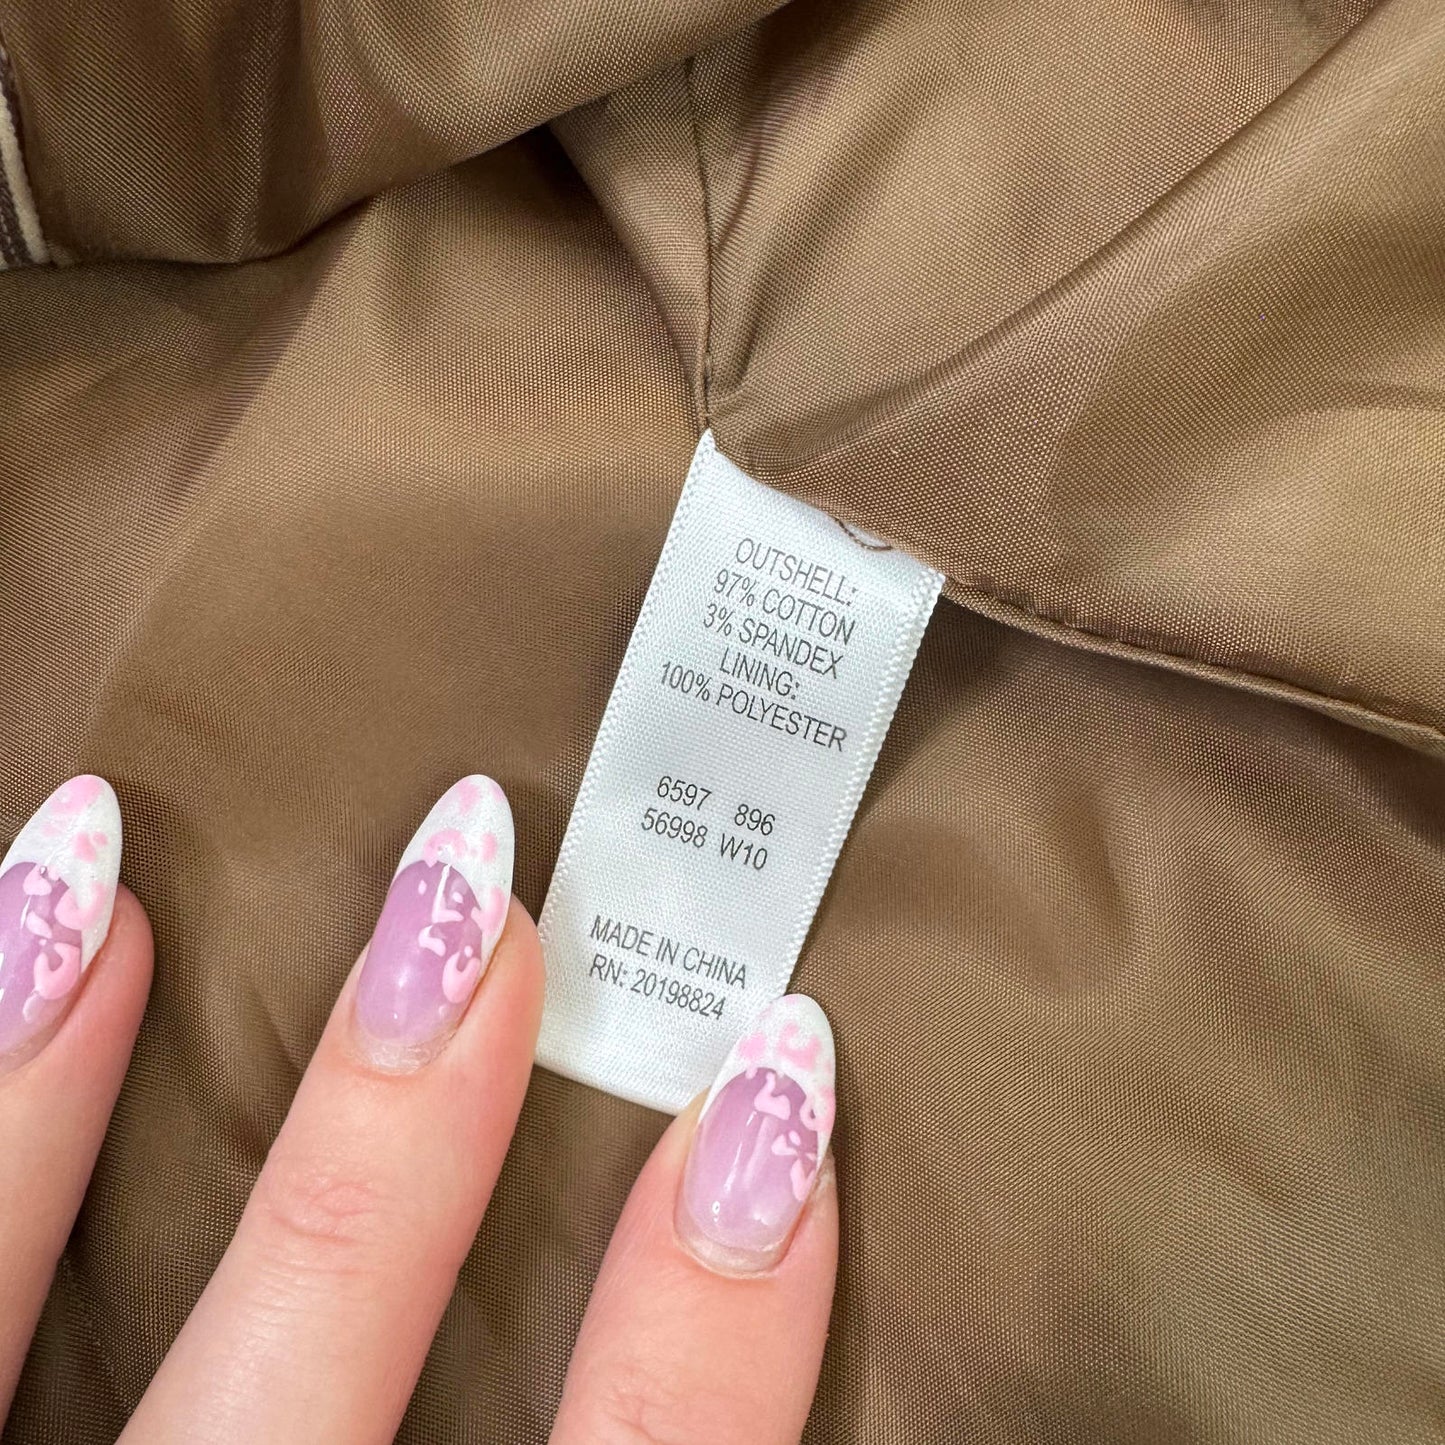 OUTSHELL:
97% COTTON
3% SPANDEX
LINING:
100% POLYESTER
6597 896
56998 W10
MADE IN CHINA
RN: 20198824